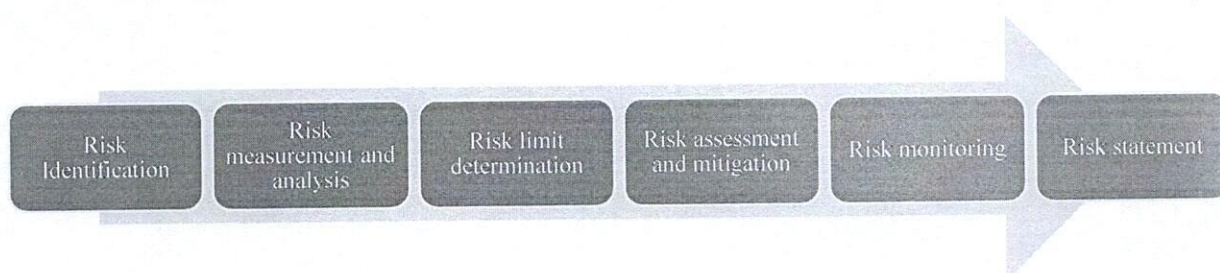 Risk
Identification
Risk
measurement and
analysis
Risk limit
determination
Risk assessment
and mitigation
Risk monitoring
Risk statement